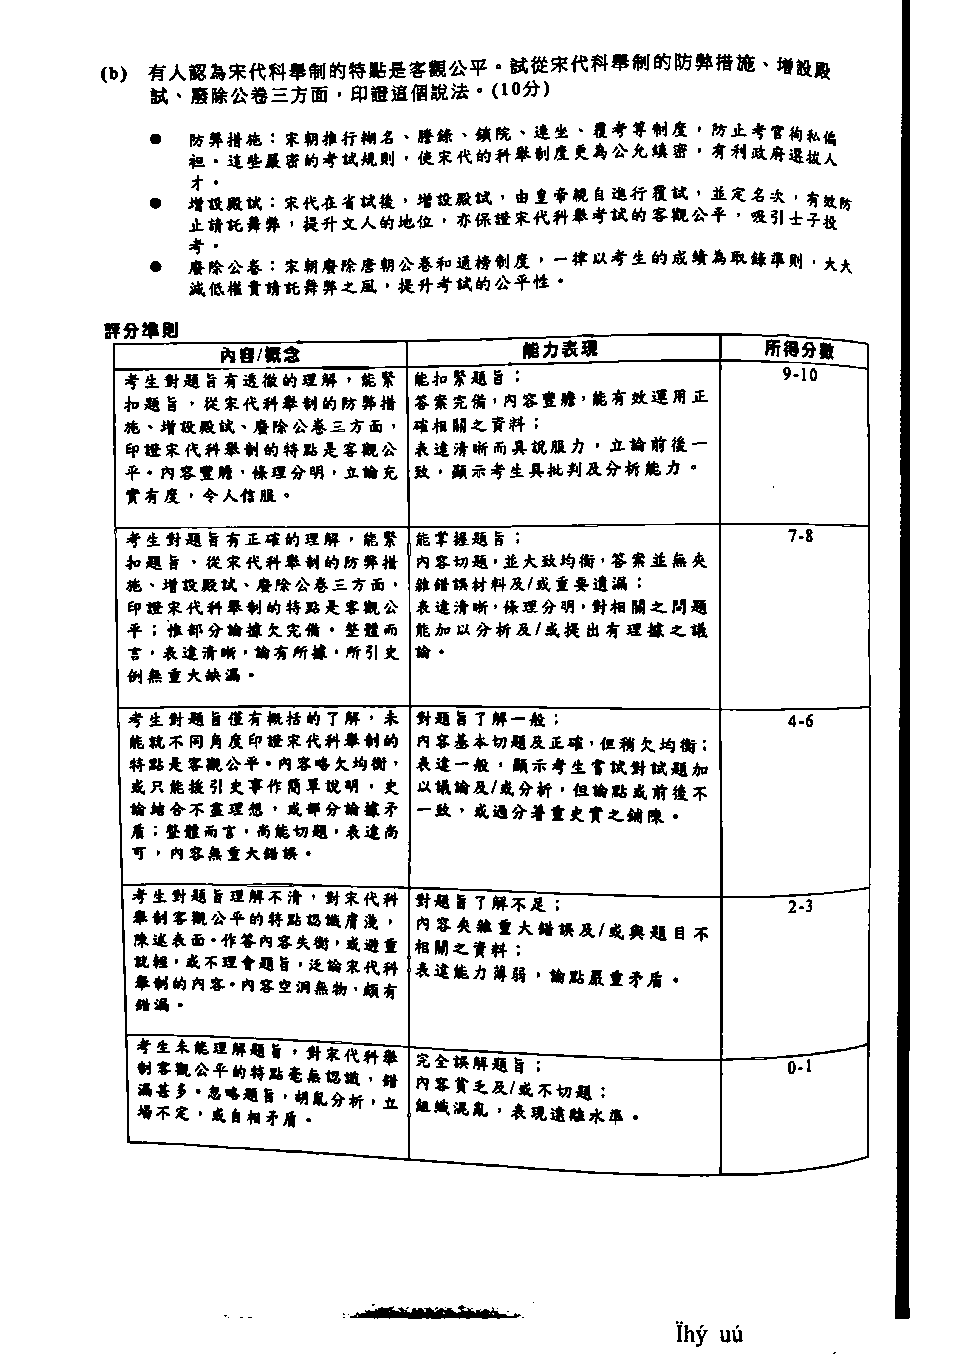 (b) 有人認為宋代科舉制的特點是客觀公平。試從宋代科舉制的防弊措施、增設殿
試、廢除公卷三方面，印證這個說法。(10分)
● 防弊措施：宋朝推行糊名、謄錄、鎖院、連坐、覆考等制度，防止考官徇私偏
袒。這些嚴密的考試規則，使宋代的科舉制度更為公允縝密，有利政府選拔人
才。
● 增設殿試：宋代在省試後，增設殿試，由皇帝親自進行覆試，並定名次，有效防
止請託舞弊，提升文人的地位，亦保證宋代科舉考試的客觀公平，吸引士子投
考。
● 廢除公卷：宋朝廢除唐朝公卷和通榜制度，一律以考生的成績為取錄準則，大大
減低權貴請託舞弊之風，提升考試的公平性。
評分準則
內容/概念
能力表現
所得分數
考生對題旨有透徹的理解，能緊
扣題旨，從宋代科舉制的防弊措
施、增設殿試、廢除公卷三方面，
印證宋代科舉制的特點是客觀公
平。內容豐贍，條理分明，立論充
實有度，令人信服。
能扣緊題旨；
答案完備，內容豐贍，能有效運用正
確相關之資料；
表達清晰而具說服力，立論前後一
致，顯示考生具批判及分析能力。
9-10
考生對題旨有正確的理解，能緊
扣題旨，從宋代科舉制的防弊措
施、增設殿試、廢除公卷三方面，
印證宋代科舉制的特點是客觀公
平；惟部分論據欠完備。整體而
言，表達清晰，論有所據，所引史
例無重大缺漏。
能掌握題旨；
內容切題，並大致均衡，答案並無夾
雜錯誤材料及/或重要遺漏；
表達清晰，條理分明，對相關之問題
能加以分析及/或提出有理據之議
論。
7-8
考生對題旨僅有概括的了解，未
能就不同角度印證宋代科舉制的
特點是客觀公平。內容略欠均衡，
或只能援引史事作簡單說明，史
論結合不盡理想，或部分論據矛
盾；整體而言，尚能切題，表達尚
可，內容無重大錯誤。
對題旨了解一般；
內容基本切題及正確，但稍欠均衡；
表達一般，顯示考生嘗試對試題加
以議論及/或分析，但論點或前後不
一致，或過分著重史實之鋪陳。
4-6
考生對題旨理解不清，對宋代科
舉制客觀公平的特點認識膚淺，
陳述表面。作答內容失衡，或避重
就輕，或不理會題旨，泛論宋代科
舉制的內容。內容空洞無物，頗有
錯漏。
對題旨了解不足；
內容夾雜重大錯誤及/或與題目不
相關之資料；
表達能力薄弱，論點嚴重矛盾。
2-3
考生未能理解題旨，對宋代科舉
制客觀公平的特點毫無認識，錯
漏甚多。忽略題旨，胡亂分析，立
場不定，或自相矛盾。
完全誤解題旨；
內容貧乏及/或不切題；
組織混亂，表現遠離水準。
0-1
Ïhý uú